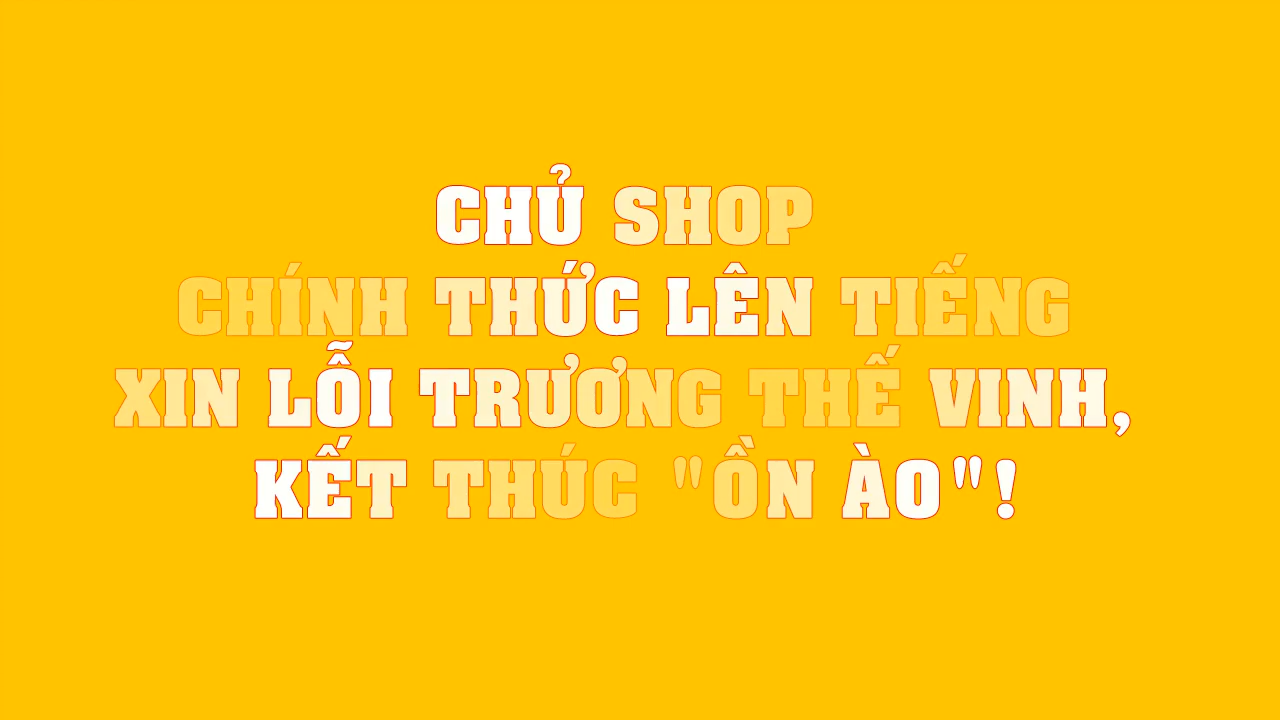 CHỦ SHOP
CHÍNH THỨC LÊN TIẾNG
XIN LỖI TRƯƠNG THẾ VINH,
KẾT THÚC "ỒN ÀO"!